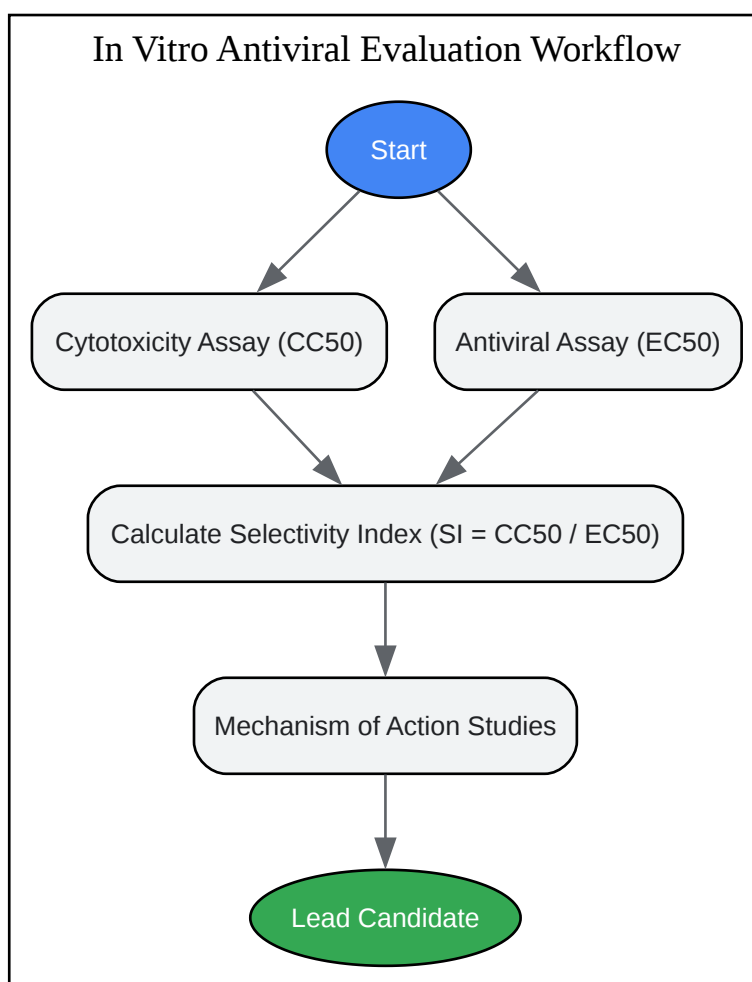 In Vitro Antiviral Evaluation Workflow
Start
Cytotoxicity Assay (CC50)
Antiviral Assay (EC50)
Calculate Selectivity Index (SI = CC50 / EC50)
Mechanism of Action Studies
Lead Candidate